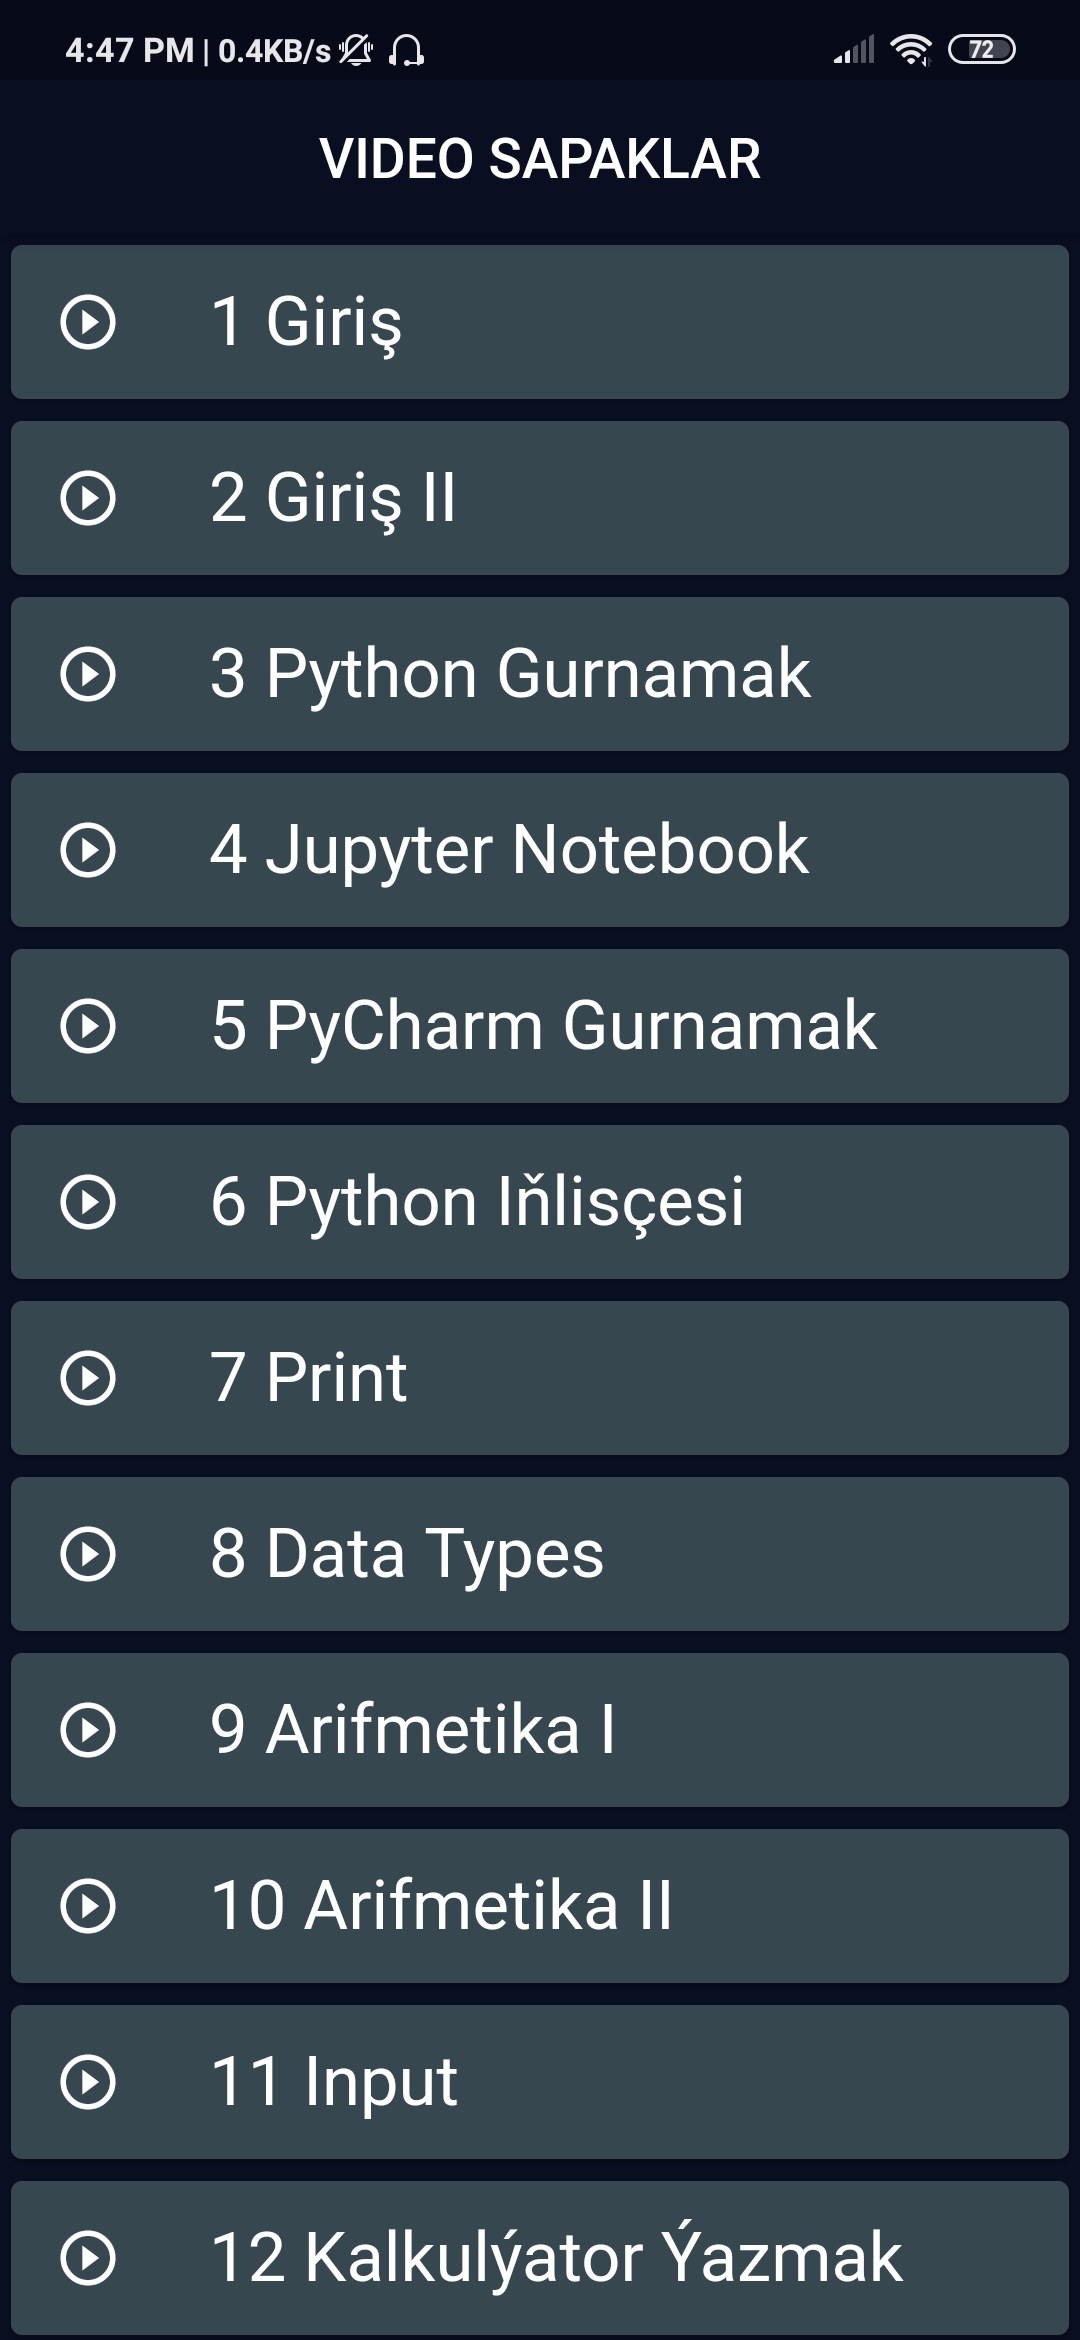 4:47 PM | 0.4KB/s
72
VIDEO SAPAKLAR
1 Giriş
2 Giriş II
3 Python Gurnamak
4 Jupyter Notebook
5 PyCharm Gurnamak
6 Python Iňlisçesi
7 Print
8 Data Types
9 Arifmetika I
10 Arifmetika II
11 Input
12 Kalkulýator Ýazmak